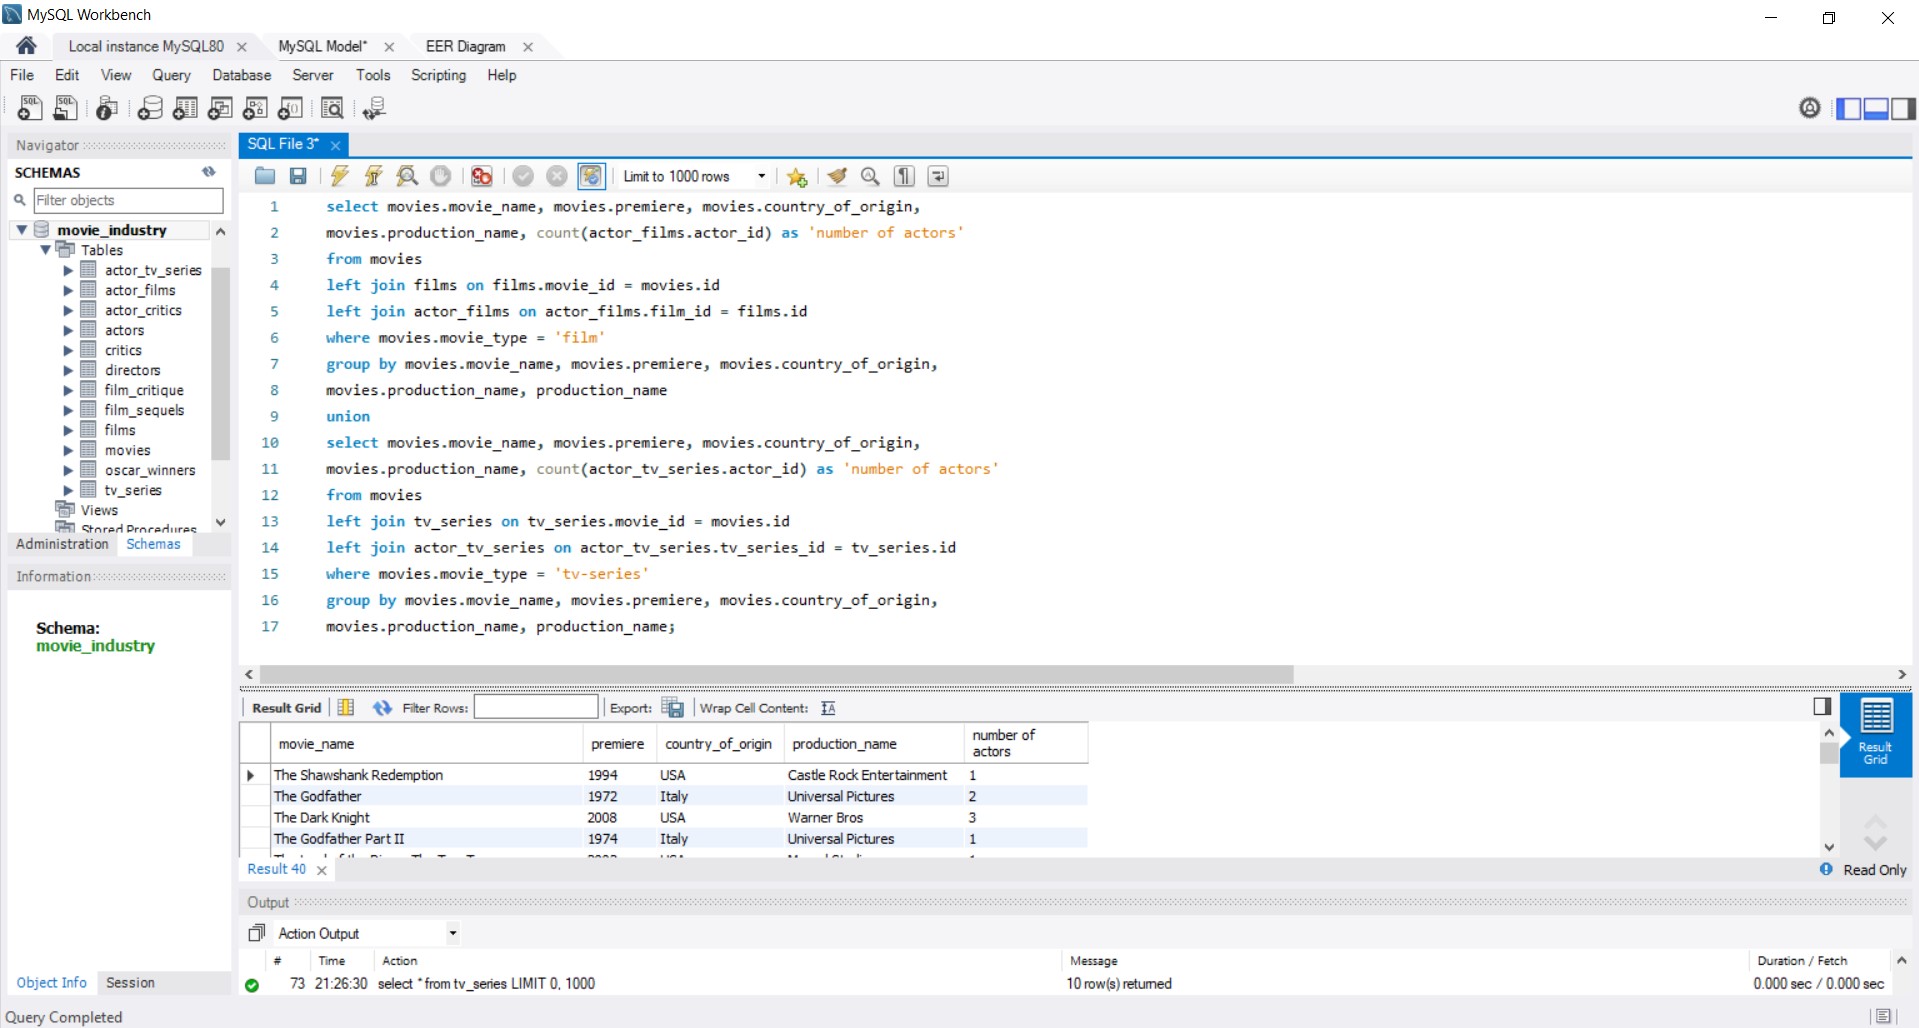 MySQL Workbench
Local instance MySQL80
MySQL Model*
EER Diagram
File Edit View Query Database Server Tools Scripting Help
Navigator
SQL File 3*
SCHEMAS
Filter objects
movie_industry
Tables
actor_tv_series
actor_films
actor_critics
actors
critics
directors
film_critique
film_sequels
films
movies
oscar_winners
tv_series
Views
Stored Procedures
Administration Schemas
Information
Schema:
movie_industry
Object Info Session
Limit to 1000 rows
1 select movies.movie_name, movies.premiere, movies.country_of_origin,
2 movies.production_name, count(actor_films.actor_id) as 'number of actors'
3 from movies
4 left join films on films.movie_id = movies.id
5 left join actor_films on actor_films.film_id = films.id
6 where movies.movie_type = 'film'
7 group by movies.movie_name, movies.premiere, movies.country_of_origin,
8 movies.production_name, production_name
9 union
10 select movies.movie_name, movies.premiere, movies.country_of_origin,
11 movies.production_name, count(actor_tv_series.actor_id) as 'number of actors'
12 from movies
13 left join tv_series on tv_series.movie_id = movies.id
14 left join actor_tv_series on actor_tv_series.tv_series_id = tv_series.id
15 where movies.movie_type = 'tv-series'
16 group by movies.movie_name, movies.premiere, movies.country_of_origin,
17 movies.production_name, production_name;
Result Grid Filter Rows: Export: Wrap Cell Content:
movie_name premiere country_of_origin production_name number of actors
The Shawshank Redemption 1994 USA Castle Rock Entertainment 1
The Godfather 1972 Italy Universal Pictures 2
The Dark Knight 2008 USA Warner Bros 3
The Godfather Part II 1974 Italy Universal Pictures 1
Result
Grid
Result 40
Read Only
Output
Action Output
# Time Action Message Duration / Fetch
73 21:26:30 select * from tv_series LIMIT 0, 1000 10 row(s) returned 0.000 sec / 0.000 sec
Query Completed